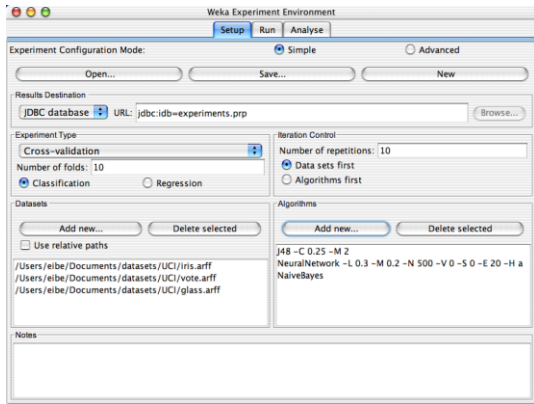 Weka Experiment Environment
Setup Run Analyse
Experiment Configuration Mode: Simple Advanced
Open... Save... New
Results Destination
JDBC database URL: jdbc:idb=experiments.prp Browse...
Experiment Type
Cross-validation
Number of folds: 10
Classification Regression
Iteration Control
Number of repetitions: 10
Data sets first
Algorithms first
Datasets
Add new... Delete selected
Use relative paths
/Users/eibe/Documents/datasets/UCI/iris.arff
/Users/eibe/Documents/datasets/UCI/vote.arff
/Users/eibe/Documents/datasets/UCI/glass.arff
Algorithms
Add new... Delete selected
J48 -C 0.25 -M 2
NeuralNetwork -L 0.3 -M 0.2 -N 500 -V 0 -S 0 -E 20 -H a
NaiveBayes
Notes